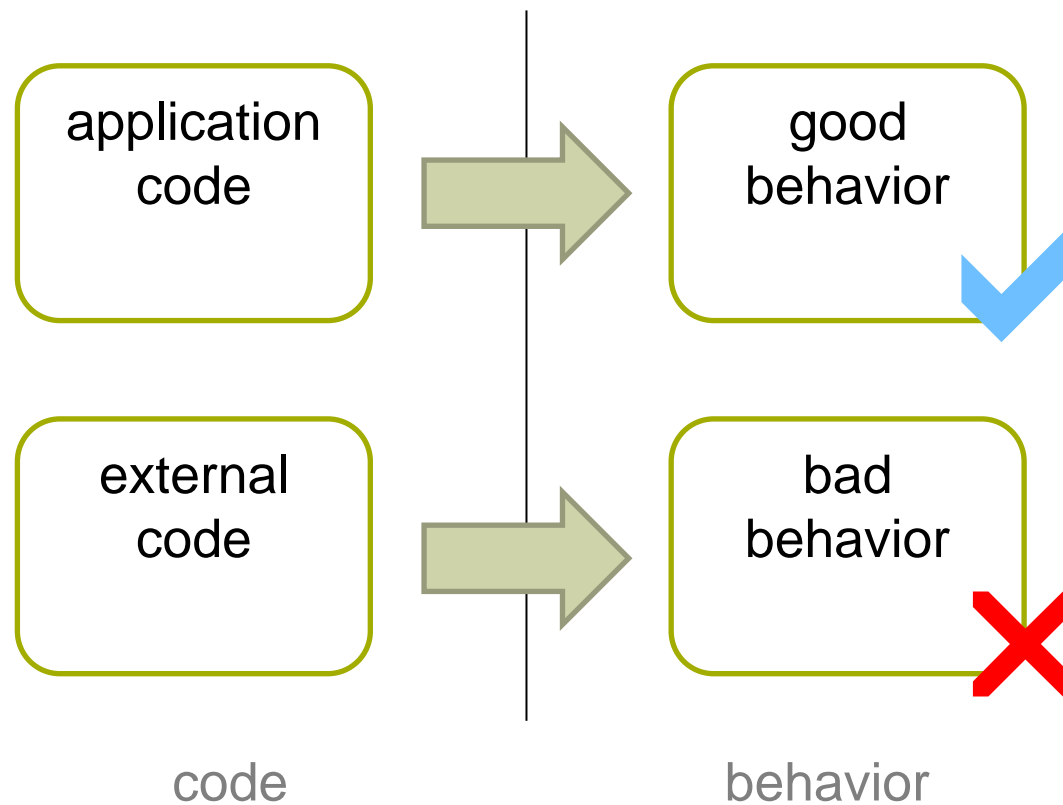 application
code
good
behavior
external
code
bad
behavior
code
behavior